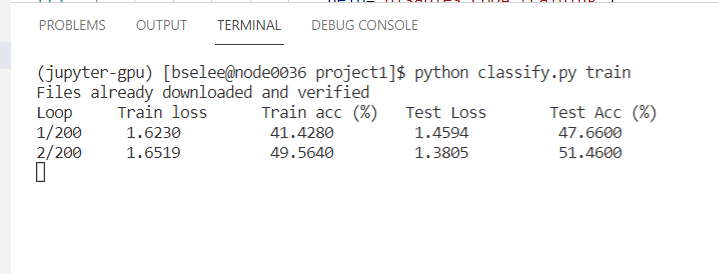 PROBLEMS OUTPUT TERMINAL DEBUG CONSOLE
(jupyter-gpu) [bselee@node0036 project1]$ python classify.py train
Files already downloaded and verified
Loop Train loss Train acc (%) Test Loss Test Acc (%)
1/200 1.6230 41.4280 1.4594 47.6600
2/200 1.6519 49.5640 1.3805 51.4600